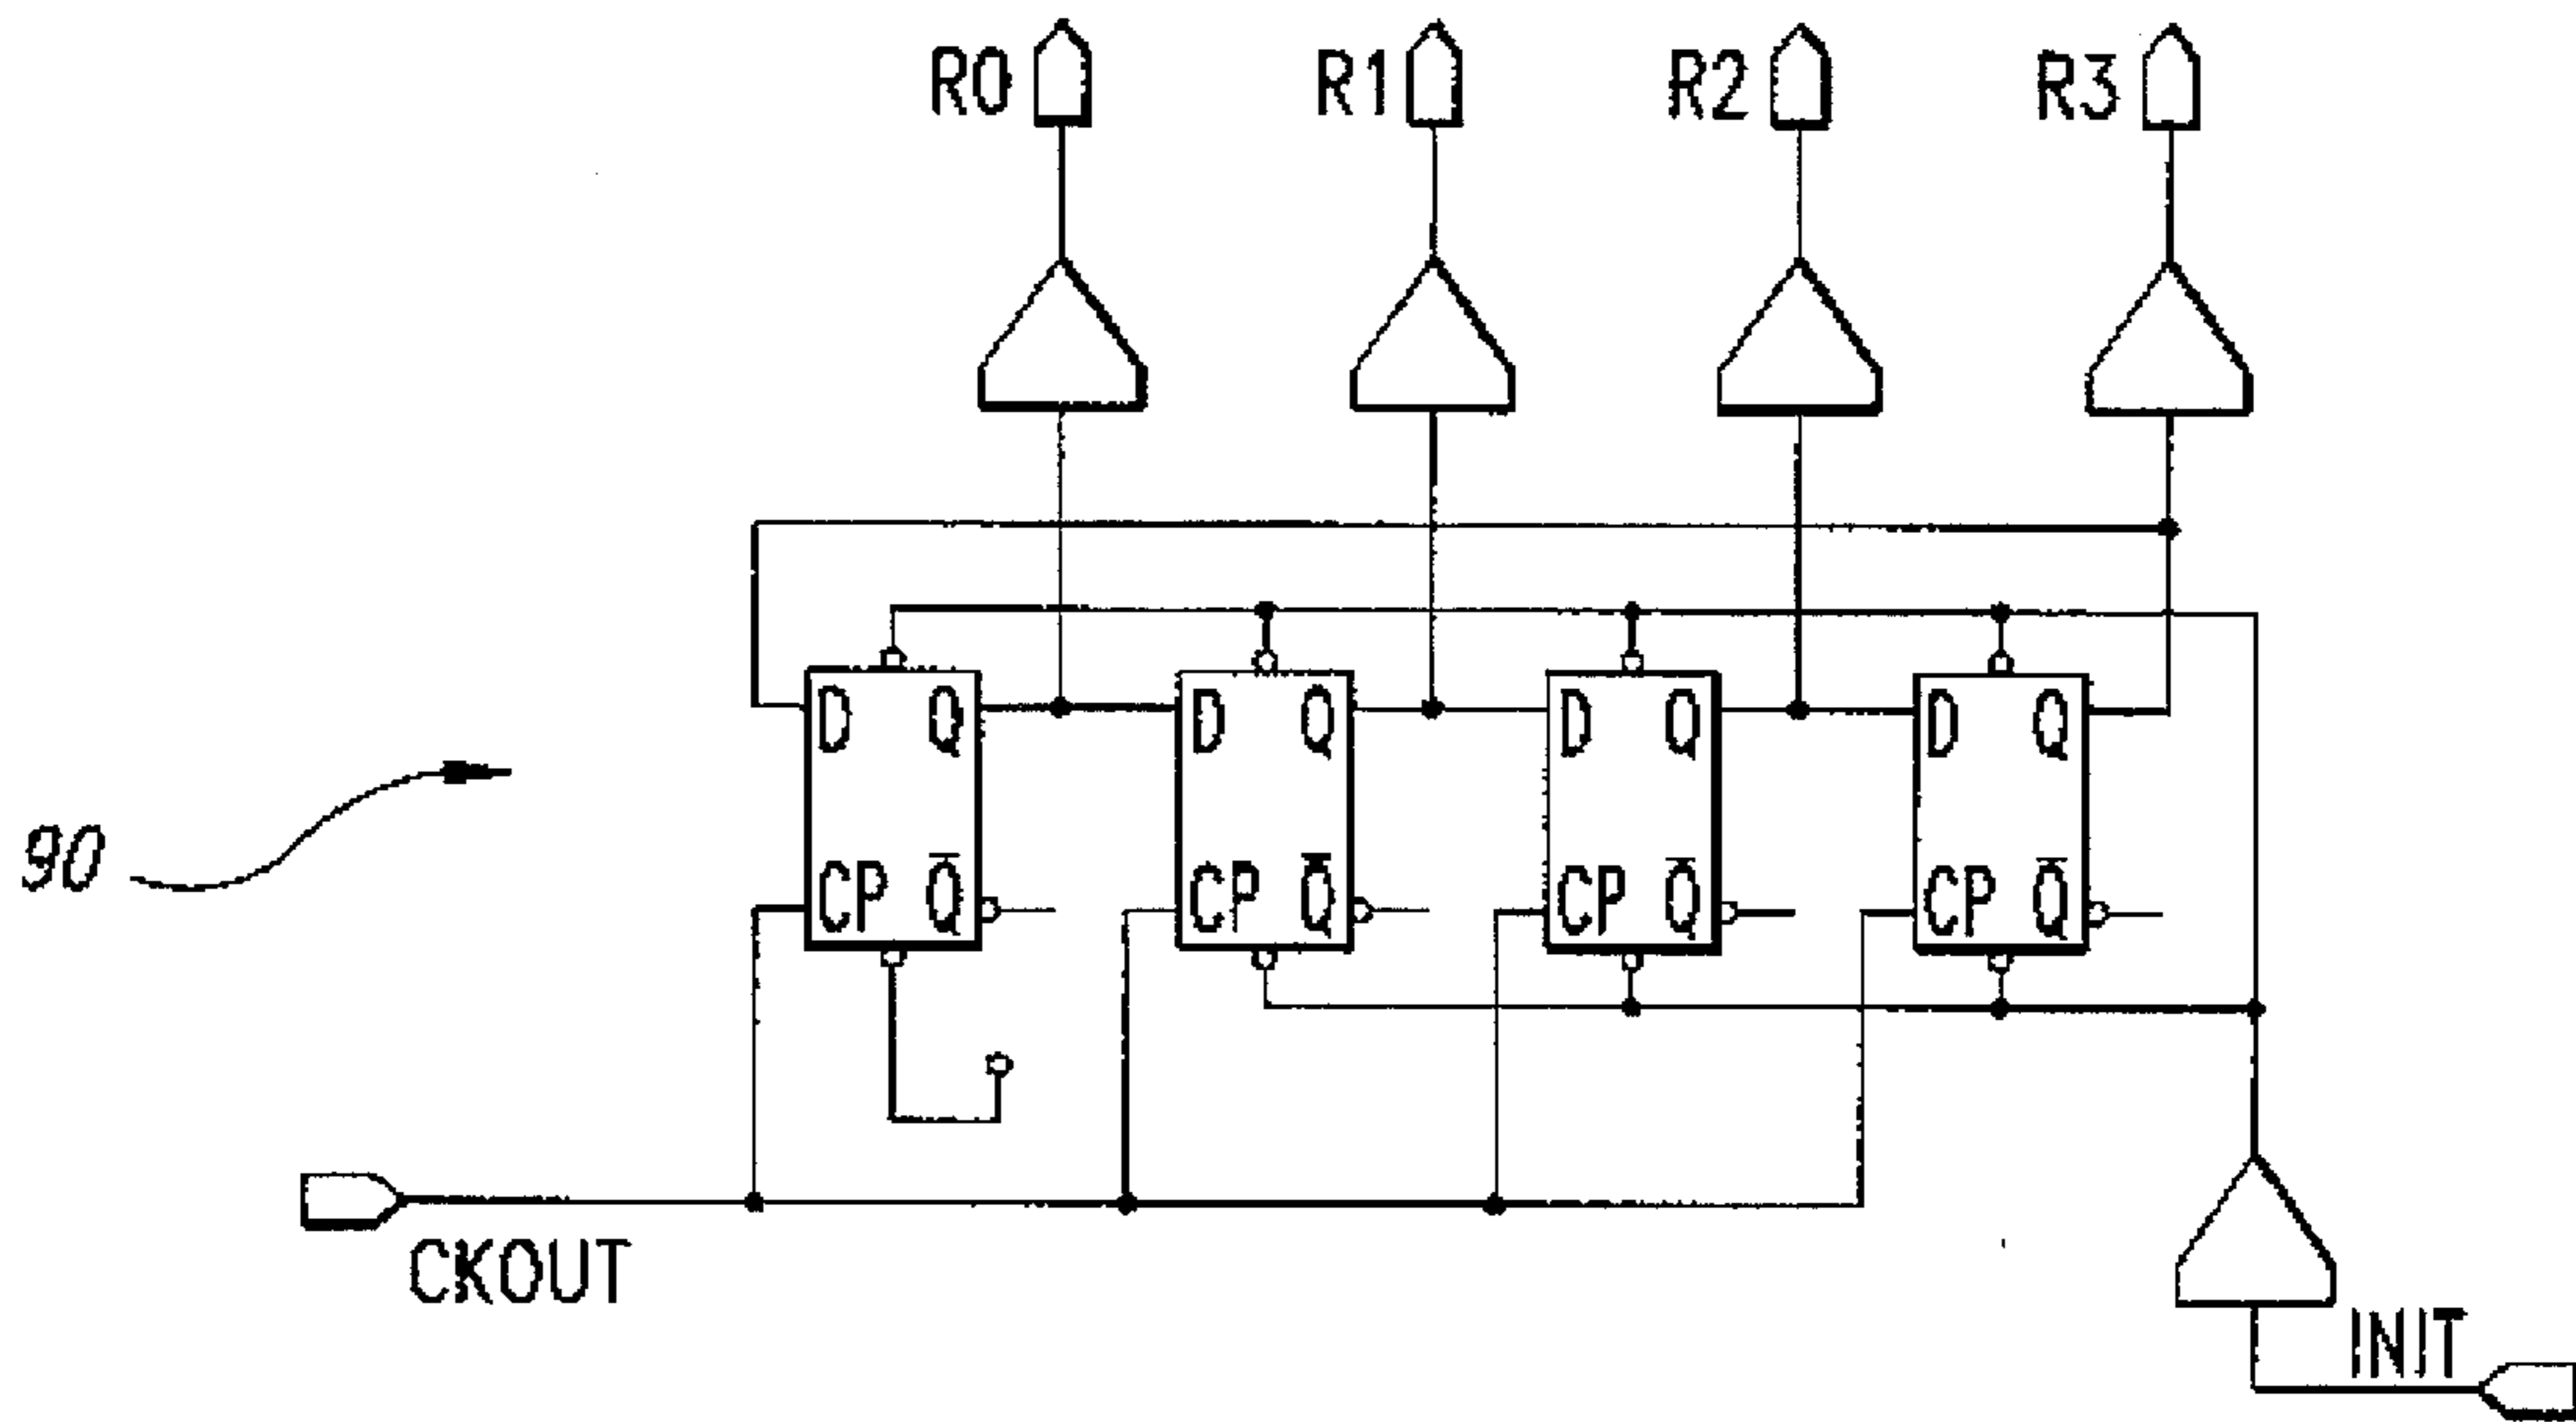 R0 R1 R2 R3
D Q D Q D Q D Q
90
CP Q̅ CP Q̅ CP Q̅ CP Q̅
CKOUT
INIT